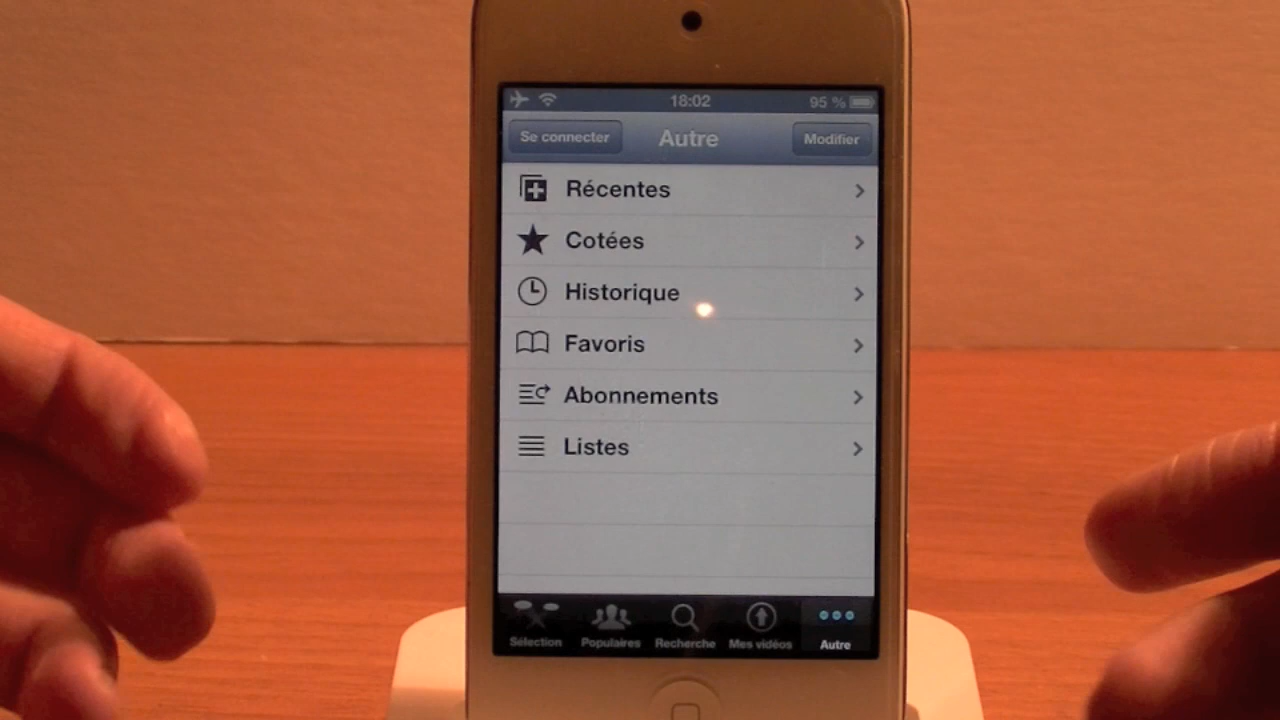 18:02 95 %
Se connecter Autre Modifier
Récentes
Cotées
Historique
Favoris
Abonnements
Listes
Sélection Populaires Recherche Mes vidéos Autre